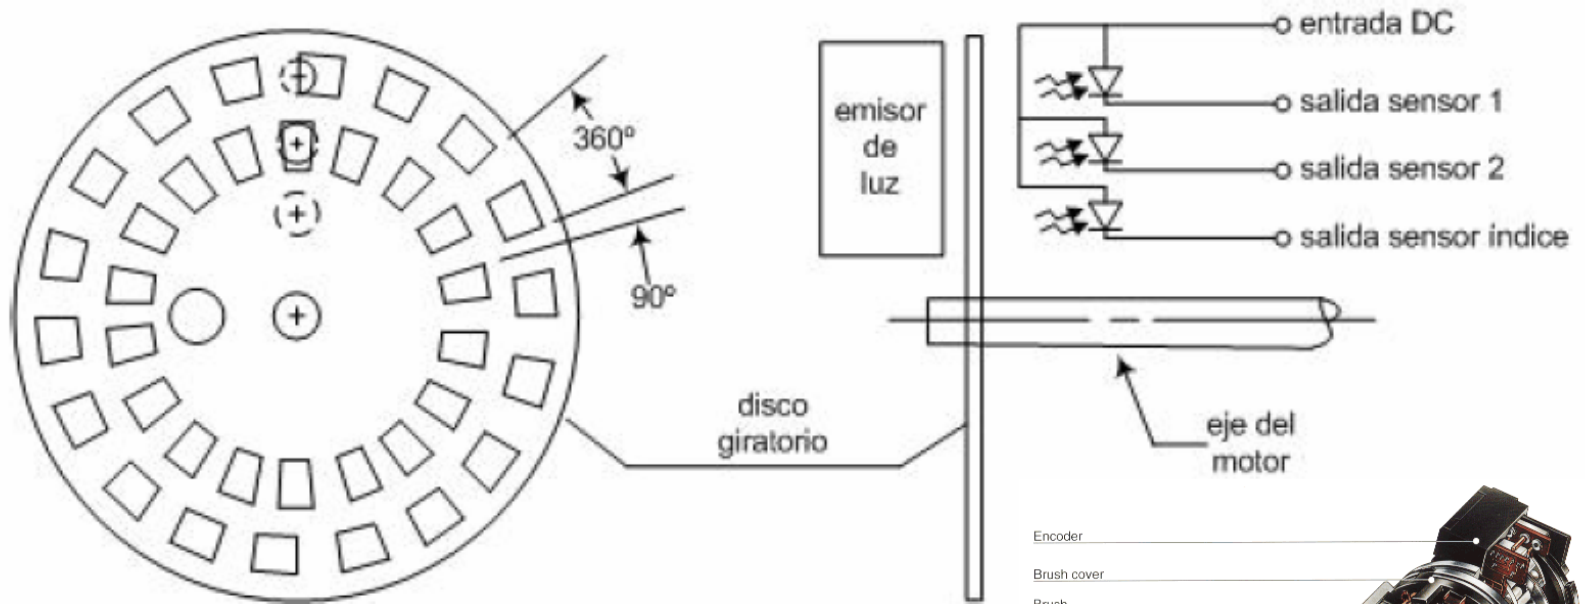 360º
90º
emisor
de
luz
entrada DC
salida sensor 1
salida sensor 2
salida sensor indice
disco
giratorio
eje del
motor
Encoder
Brush cover